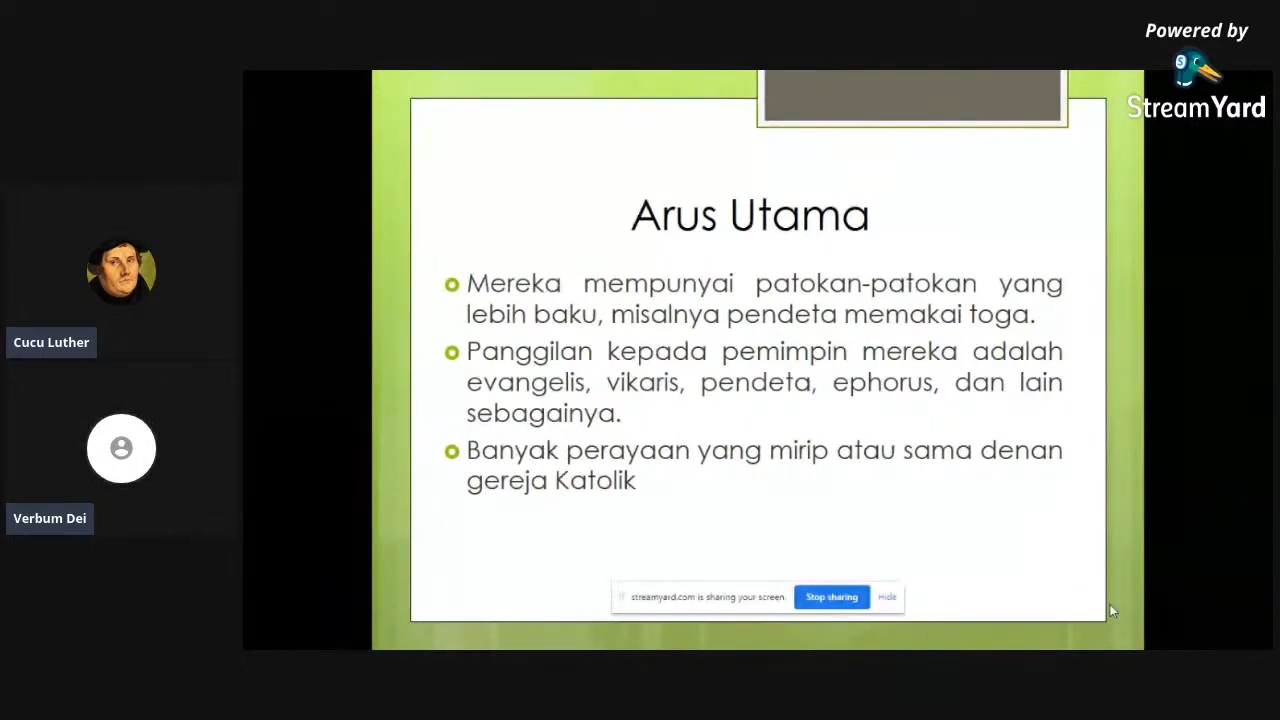 Powered by
StreamYard
Arus Utama
Mereka mempunyai patokan-patokan yang
lebih baku, misalnya pendeta memakai toga.
Panggilan kepada pemimpin mereka adalah
evangelis, vikaris, pendeta, ephorus, dan lain
sebagainya.
Banyak perayaan yang mirip atau sama denan
gereja Katolik
Cucu Luther
Verbum Dei
streamyard.com is sharing your screen.
Stop sharing
Hide